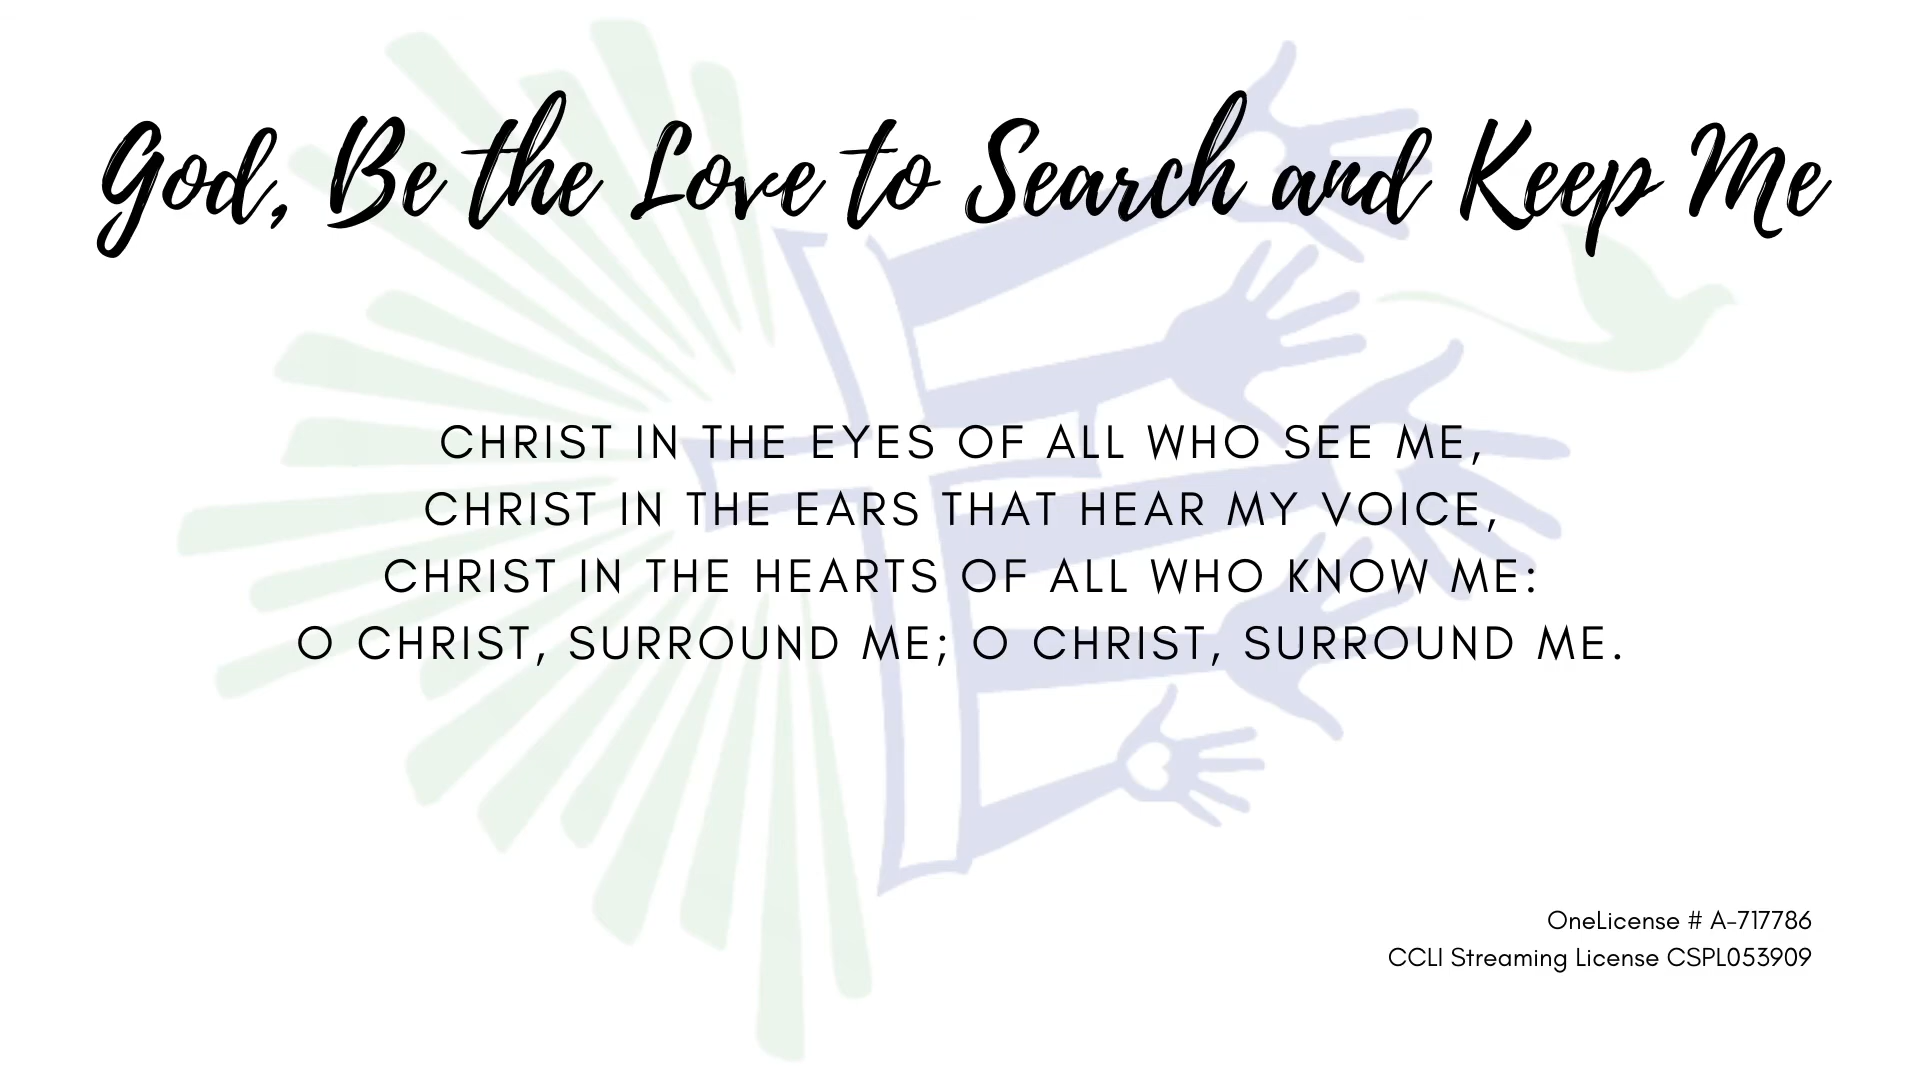 God, Be the Love to Search and Keep Me
CHRIST IN THE EYES OF ALL WHO SEE ME,
CHRIST IN THE EARS THAT HEAR MY VOICE,
CHRIST IN THE HEARTS OF ALL WHO KNOW ME:
O CHRIST, SURROUND ME; O CHRIST, SURROUND ME.
OneLicense # A-717786
CCLI Streaming License CSPL053909